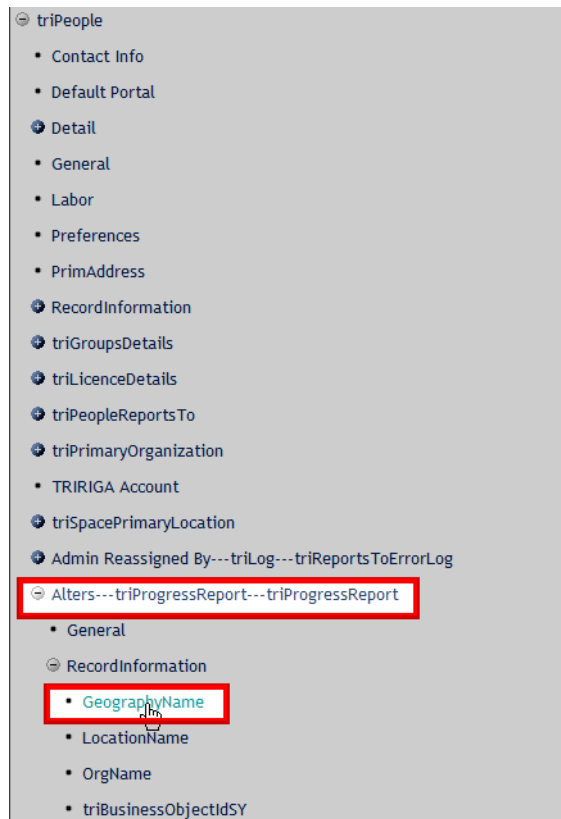 triPeople
Contact Info
Default Portal
Detail
General
Labor
Preferences
PrimAddress
RecordInformation
triGroupsDetails
triLicenceDetails
triPeopleReportsTo
triPrimaryOrganization
TRIRIGA Account
triSpacePrimaryLocation
Admin Reassigned By---triLog---triReportsToErrorLog
Alters---triProgressReport---triProgressReport
General
RecordInformation
GeographyName
LocationName
OrgName
triBusinessObjectIdSY